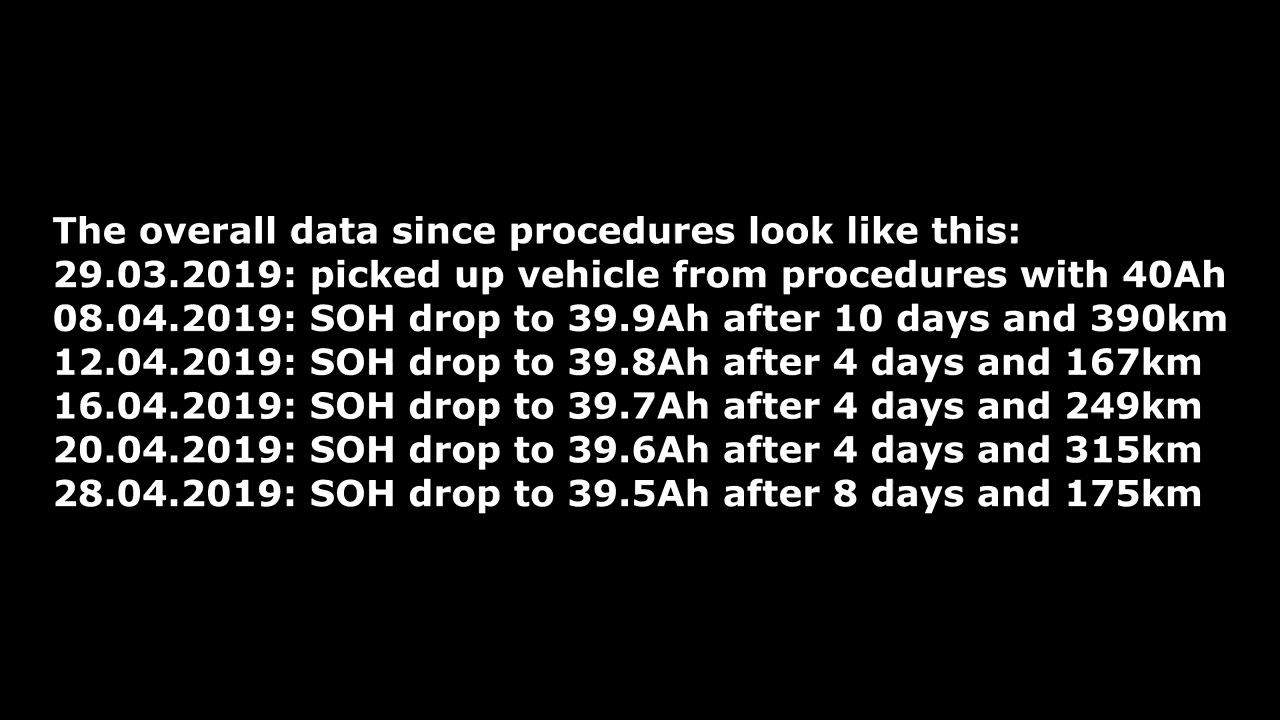 The overall data since procedures look like this:
29.03.2019: picked up vehicle from procedures with 40Ah
08.04.2019: SOH drop to 39.9Ah after 10 days and 390km
12.04.2019: SOH drop to 39.8Ah after 4 days and 167km
16.04.2019: SOH drop to 39.7Ah after 4 days and 249km
20.04.2019: SOH drop to 39.6Ah after 4 days and 315km
28.04.2019: SOH drop to 39.5Ah after 8 days and 175km